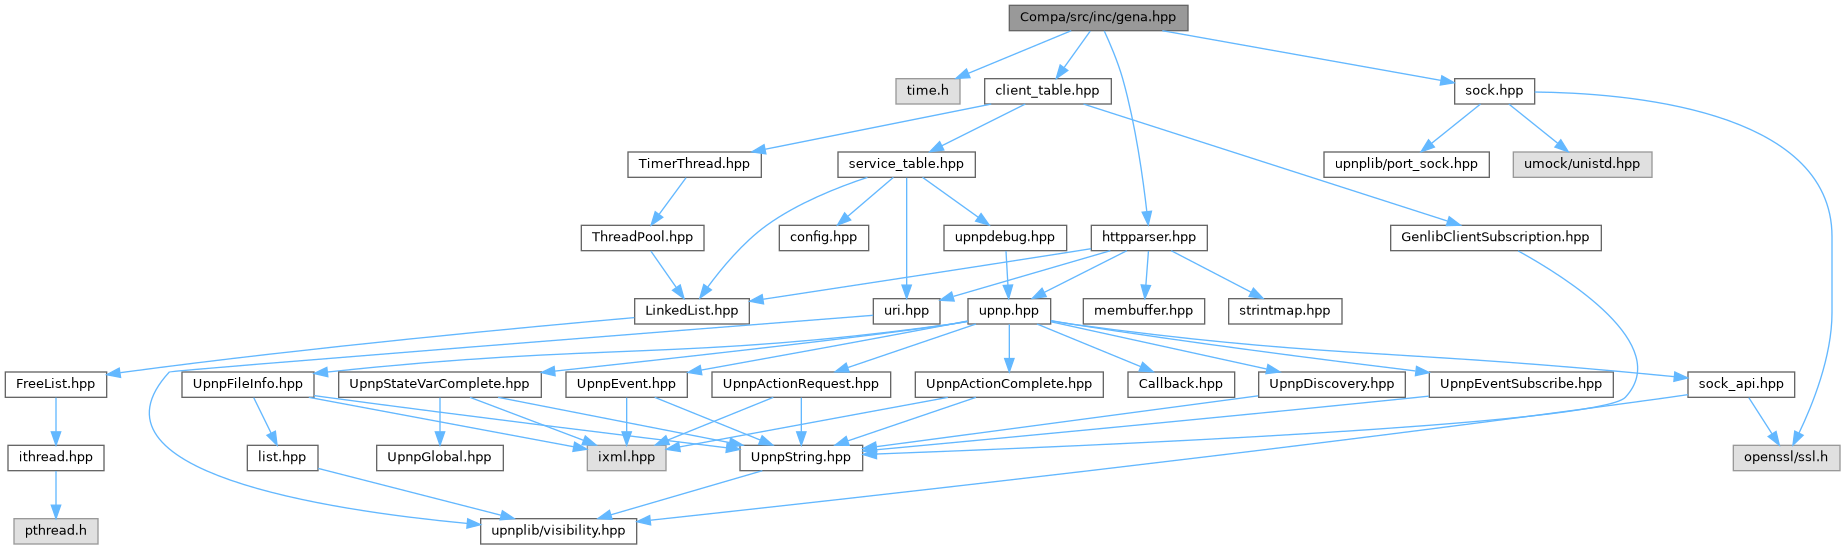 Compa/src/inc/gena.hpp
time.h
client_table.hpp
sock.hpp
TimerThread.hpp
service_table.hpp
upnplib/port_sock.hpp
umock/unistd.hpp
ThreadPool.hpp
config.hpp
upnpdebug.hpp
httpparser.hpp
GenlibClientSubscription.hpp
LinkedList.hpp
uri.hpp
upnp.hpp
membuffer.hpp
strintmap.hpp
FreeList.hpp
UpnpFileInfo.hpp
UpnpStateVarComplete.hpp
UpnpEvent.hpp
UpnpActionRequest.hpp
UpnpActionComplete.hpp
Callback.hpp
UpnpDiscovery.hpp
UpnpEventSubscribe.hpp
sock_api.hpp
ithread.hpp
list.hpp
UpnpGlobal.hpp
ixml.hpp
UpnpString.hpp
openssl/ssl.h
pthread.h
upnplib/visibility.hpp